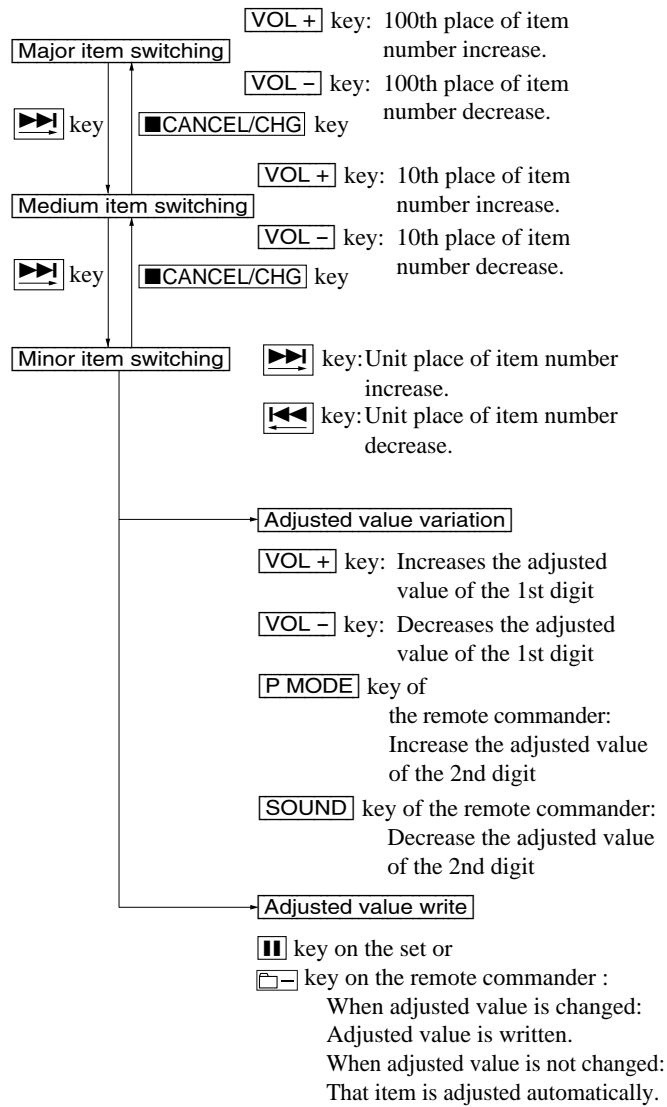 VOL + key: 100th place of item
number increase.
Major item switching
VOL – key: 100th place of item
number decrease.
▶▶| key
■CANCEL/CHG key
VOL + key: 10th place of item
number increase.
Medium item switching
VOL – key: 10th place of item
number decrease.
▶▶| key
■CANCEL/CHG key
Minor item switching
▶▶| key: Unit place of item number
increase.
|◀◀ key: Unit place of item number
decrease.
Adjusted value variation
VOL + key: Increases the adjusted
value of the 1st digit
VOL – key: Decreases the adjusted
value of the 1st digit
P MODE key of
the remote commander:
Increase the adjusted value
of the 2nd digit
SOUND key of the remote commander:
Decrease the adjusted value
of the 2nd digit
Adjusted value write
❚❚ key on the set or
– key on the remote commander :
When adjusted value is changed:
Adjusted value is written.
When adjusted value is not changed:
That item is adjusted automatically.